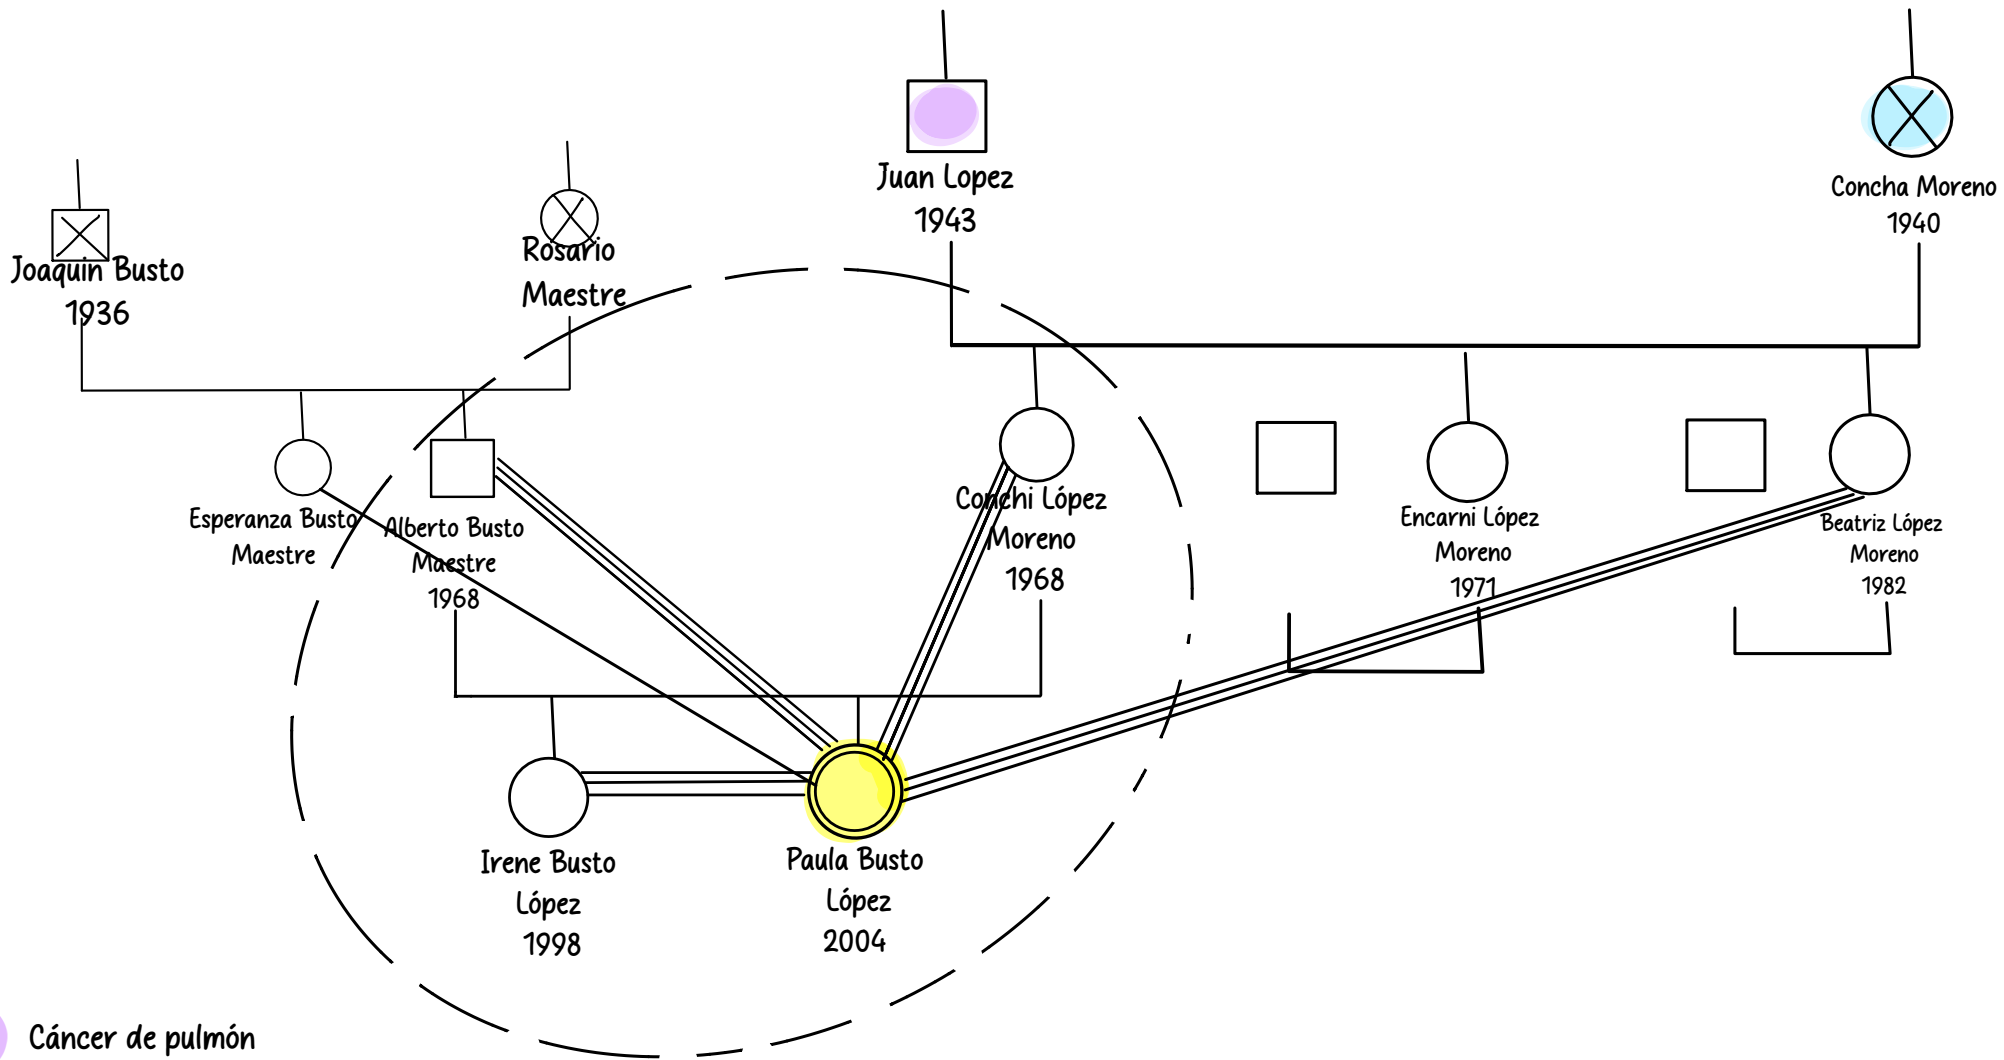 Juan Lopez
1943
Concha Moreno
1940
Joaquin Busto
1936
Rosario
Maestre
Esperanza Busto
Maestre
Alberto Busto
Maestre
1968
Conchi López
Moreno
1968
Encarni López
Moreno
1971
Beatriz López
Moreno
1982
Irene Busto
López
1998
Paula Busto
López
2004
Cáncer de pulmón